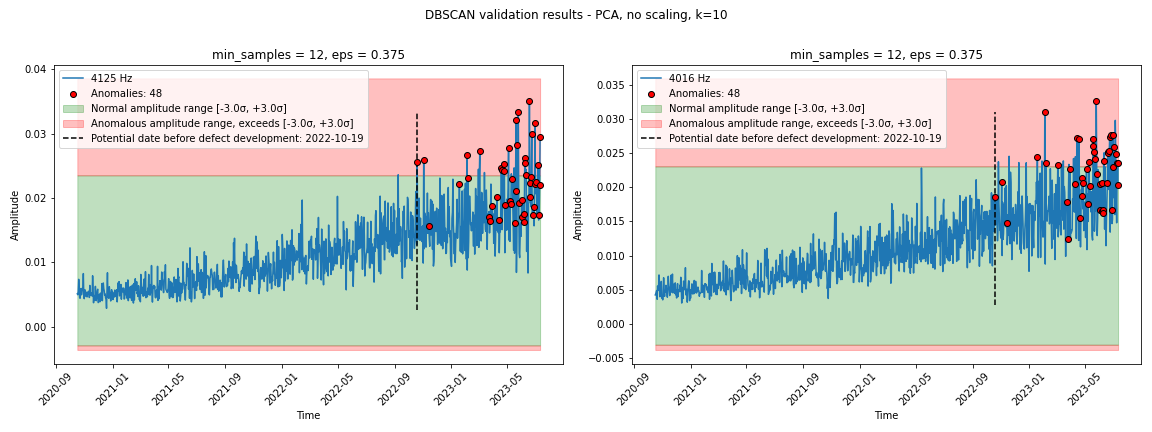 DBSCAN validation results - PCA, no scaling, k=10
min_samples = 12, eps = 0.375
0.04
0.03
0.02
0.01
0.00
Amplitude
4125 Hz
Anomalies: 48
Normal amplitude range [-3.0σ, +3.0σ]
Anomalous amplitude range, exceeds [-3.0σ, +3.0σ]
Potential date before defect development: 2022-10-19
2020-09
2021-01
2021-05
2021-09
2022-01
2022-05
2022-09
2023-01
2023-05
Time
min_samples = 12, eps = 0.375
0.035
0.030
0.025
0.020
0.015
0.010
0.005
0.000
−0.005
Amplitude
4016 Hz
Anomalies: 48
Normal amplitude range [-3.0σ, +3.0σ]
Anomalous amplitude range, exceeds [-3.0σ, +3.0σ]
Potential date before defect development: 2022-10-19
2020-09
2021-01
2021-05
2021-09
2022-01
2022-05
2022-09
2023-01
2023-05
Time